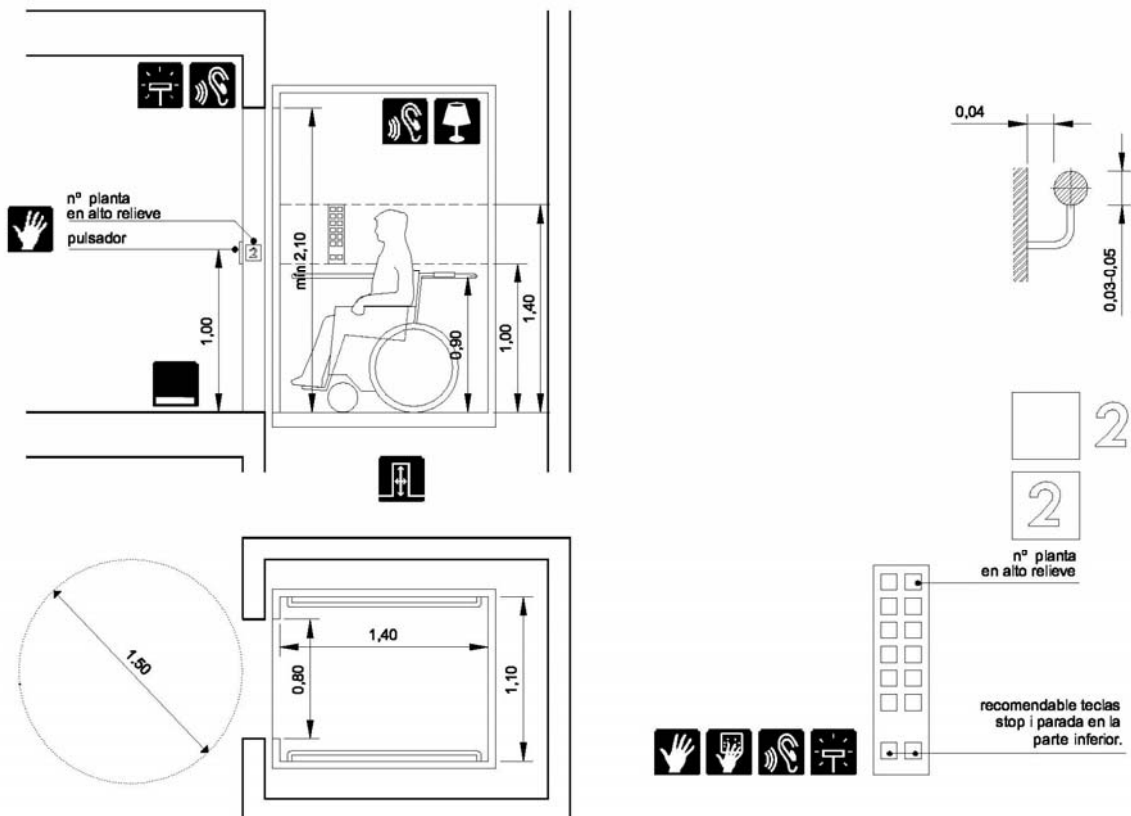 nº planta
en alto relieve
pulsador
2
1,00
mín 2,10
0,90
1,00
1,40
0,04
0,03-0,05
2
2
nº planta
en alto relieve
recomendable teclas
stop i parada en la
parte inferior.
1.50
1,40
0,80
1,10